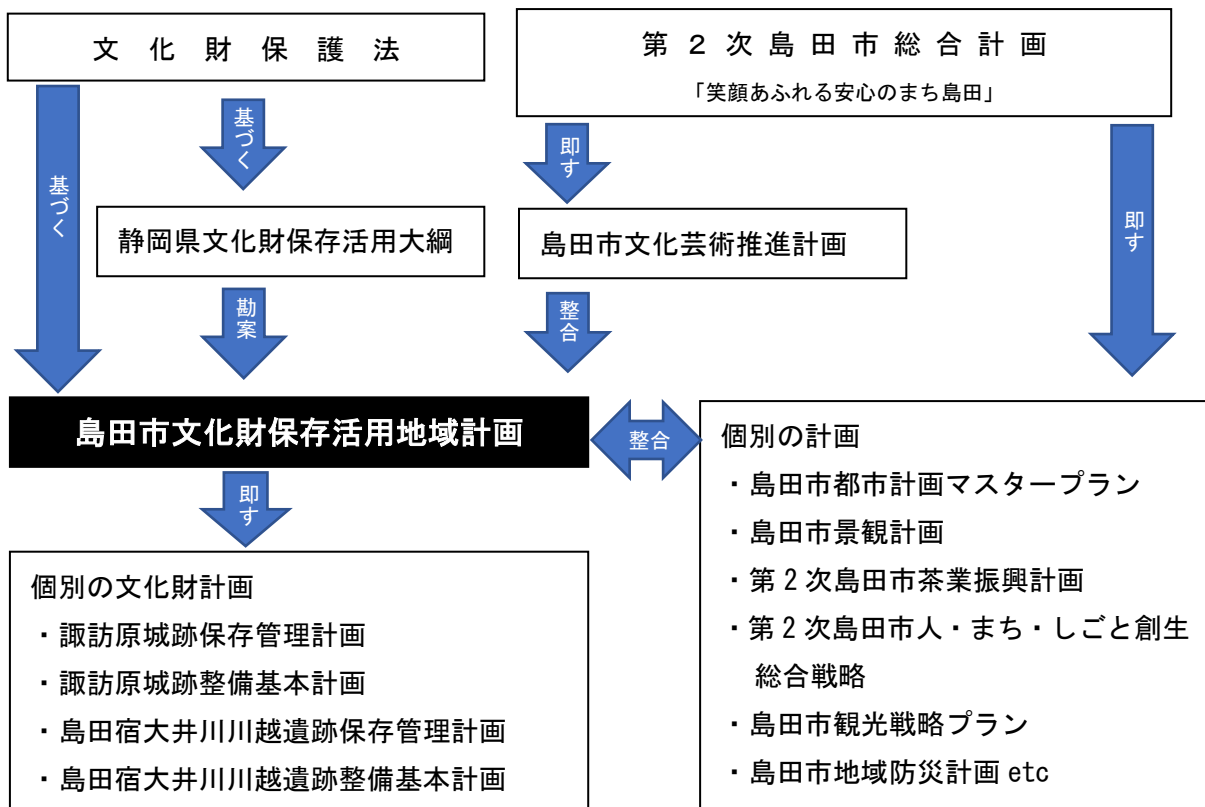 文化財保護法
第２次島田市総合計画
「笑顔あふれる安心のまち島田」
基づく
基づく
即す
即す
静岡県文化財保存活用大綱
島田市文化芸術推進計画
勘案
整合
島田市文化財保存活用地域計画
整合
即す
個別の文化財計画
・諏訪原城跡保存管理計画
・諏訪原城跡整備基本計画
・島田宿大井川川越遺跡保存管理計画
・島田宿大井川川越遺跡整備基本計画
個別の計画
・島田市都市計画マスタープラン
・島田市景観計画
・第２次島田市茶業振興計画
・第２次島田市人・まち・しごと創生
総合戦略
・島田市観光戦略プラン
・島田市地域防災計画 etc